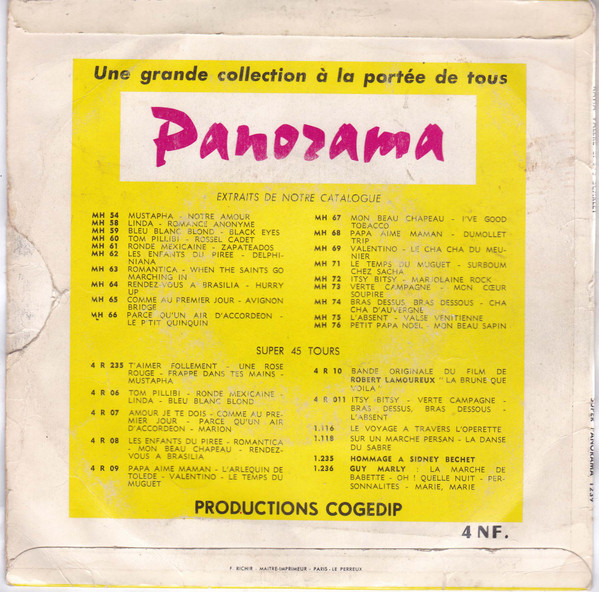 Une grande collection à la portée de tous
Panorama
EXTRAITS DE NOTRE CATALOGUE
MH 54 MUSTAPHA - NOTRE AMOUR
MH 58 LINDA - ROMANCE ANONYME
MH 59 BLEU BLANC BLOND - BLACK EYES
MH 60 TOM PILLIBI - ROSSEL CADET
MH 61 RONDE MEXICAINE - ZAPATEADOS
MH 62 LES ENFANTS DU PIREE - DELPHI-
NIANA
MH 63 ROMANTICA - WHEN THE SAINTS GO
MARCHING IN
MH 64 RENDEZ-VOUS A BRASILIA - HURRY
UP
MH 65 COMME AU PREMIER JOUR - AVIGNON
BRIDGE
MH 66 PARCE QU'UN AIR D'ACCORDEON -
LE P'TIT QUINQUIN
MH 67 MON BEAU CHAPEAU - I'VE GOOD
TOBACCO
MH 68 PAPA AIME MAMAN - DUMOLLET
TRIP
MH 69 VALENTINO - LE CHA CHA DU MEU-
NIER
MH 71 LE TEMPS DU MUGUET - SURBOUM
CHEZ SACHA
MH 72 ITSY BITSY - MARJOLAINE ROCK
MH 73 VERTE CAMPAGNE - MON CŒUR
SOUPIRE
MH 74 BRAS DESSUS, BRAS DESSOUS - CHA
CHA D'AUVERGNE
MH 75 L'ABSENT - VALSE VENITIENNE
MH 76 PETIT PAPA NOEL - MON BEAU SAPIN
SUPER 45 TOURS
4 R 235 T'AIMER FOLLEMENT - UNE ROSE
ROUGE - FRAPPE DANS TES MAINS -
MUSTAPHA
4 R 06 TOM PILLIBI - RONDE MEXICAINE -
LINDA - BLEU BLANC BLOND
4 R 07 AMOUR JE TE DOIS - COMME AU PRE-
MIER JOUR - PARCE QU'UN AIR
D'ACCORDEON - MARION
4 R 08 LES ENFANTS DU PIREE - ROMANTICA
- MON BEAU CHAPEAU - RENDEZ-
VOUS A BRASILIA
4 R 09 PAPA AIME MAMAN - L'ARLEQUIN DE
TOLEDE - VALENTINO - LE TEMPS DU
MUGUET
4 R 10 BANDE ORIGINALE DU FILM DE
ROBERT LAMOUREUX "LA BRUNE QUE
VOILA"
4 R 011 ITSY BITSY - VERTE CAMPAGNE -
BRAS DESSUS, BRAS DESSOUS -
L'ABSENT
1.116 LE VOYAGE A TRAVERS L'OPERETTE
1.118 SUR UN MARCHE PERSAN - LA DANSE
DU SABRE
1.235 HOMMAGE A SIDNEY BECHET
1.236 GUY MARLY : LA MARCHE DE
BABETTE - OH ! QUELLE NUIT - PER-
SONNALITES - MARIE, MARIE
PRODUCTIONS COGEDIP
4 NF.
F. BICHIR - MAITRE-IMPRIMEUR - PARIS - LE PERREUX
SUPER PANORAMA 1237